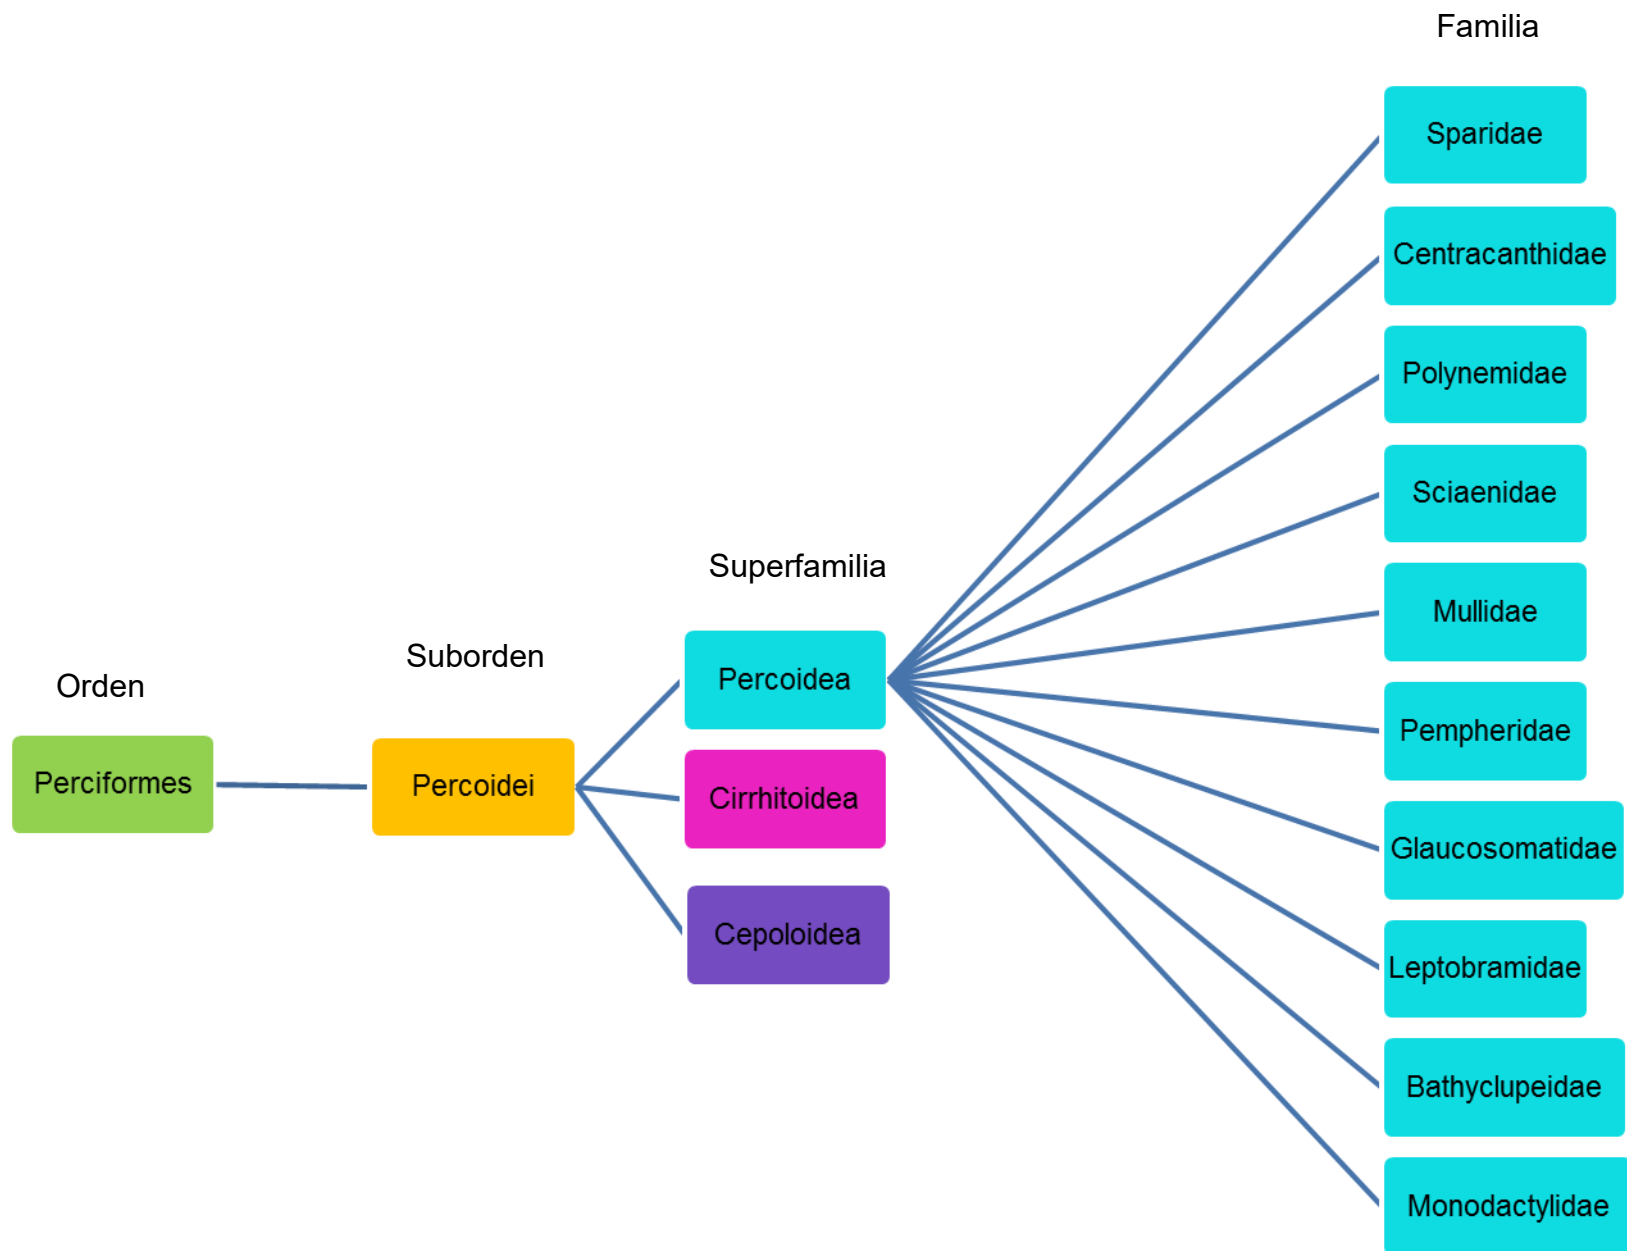 Familia
Sparidae
Centracanthidae
Polynemidae
Sciaenidae
Superfamilia
Mullidae
Suborden
Percoidea
Orden
Pempheridae
Perciformes
Percoidei
Cirrhitoidea
Glaucosomatidae
Cepoloidea
Leptobramidae
Bathyclupeidae
Monodactylidae